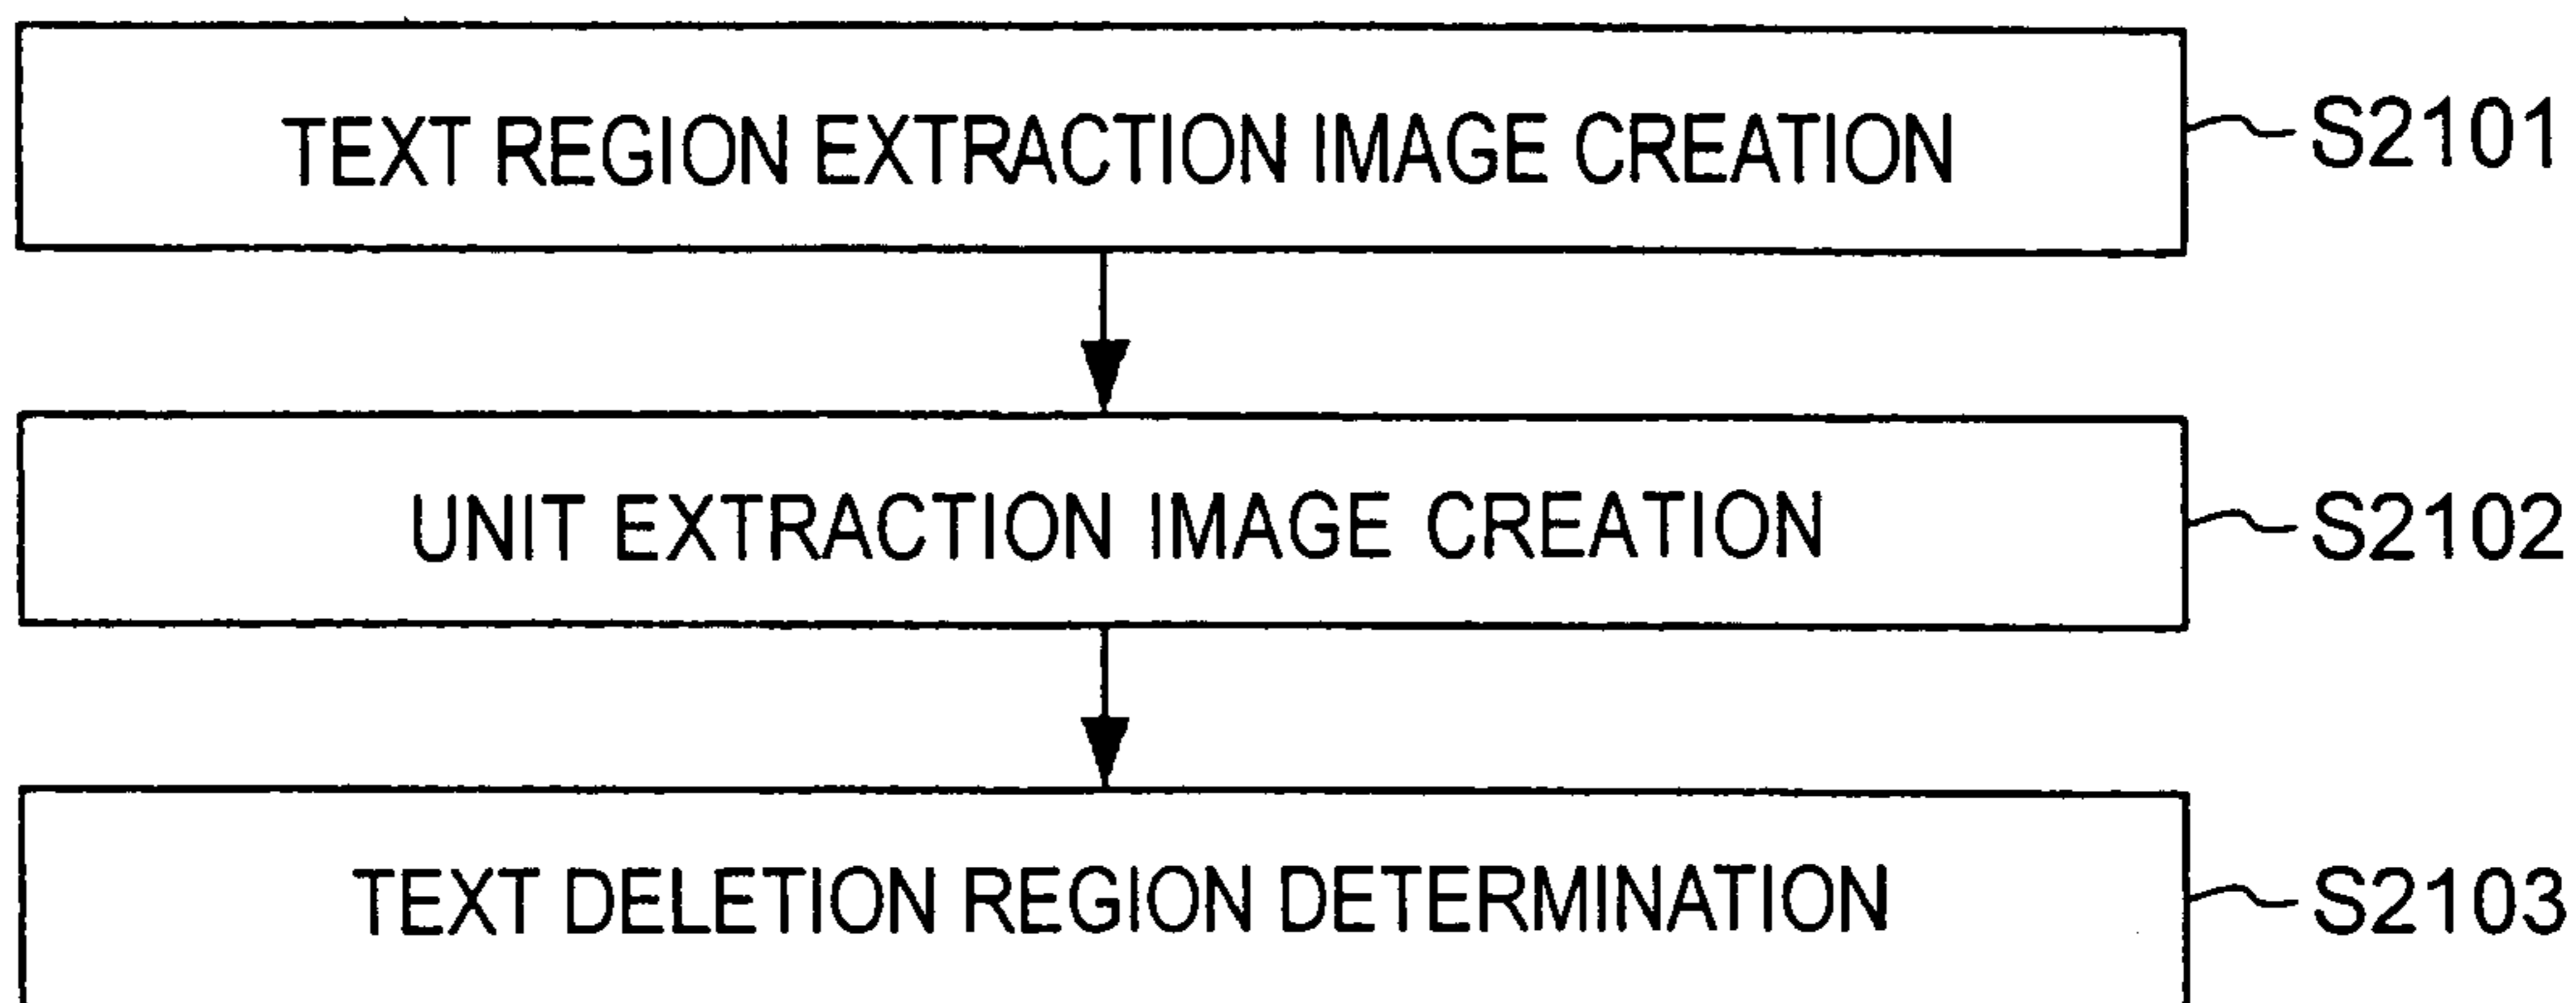 TEXT REGION EXTRACTION IMAGE CREATION S2101
UNIT EXTRACTION IMAGE CREATION S2102
TEXT DELETION REGION DETERMINATION S2103